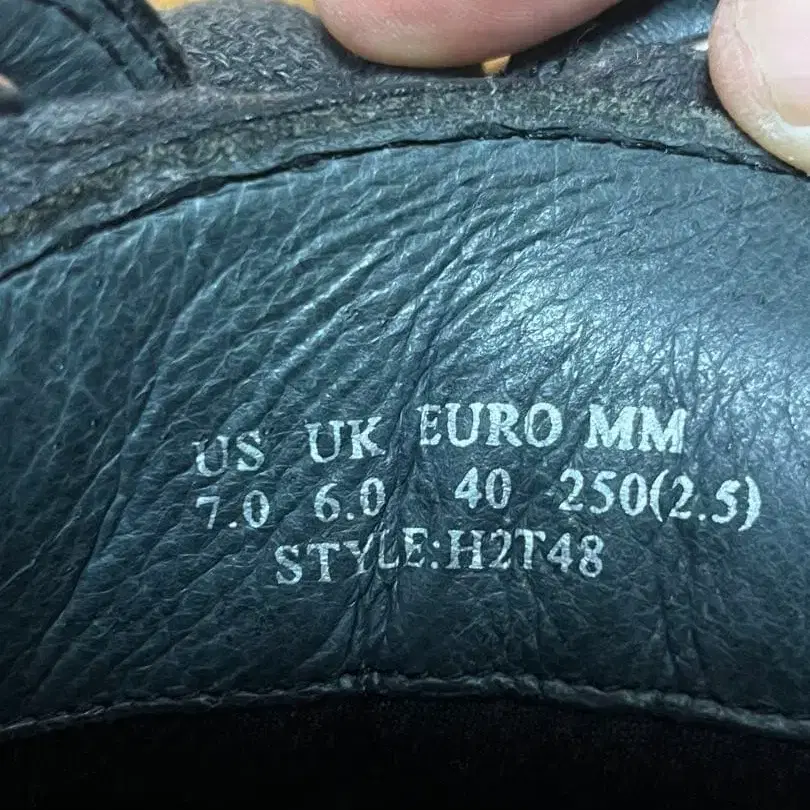 US UK EURO MM
7.0 6.0 40 250(2.5)
STYLE:H2T48